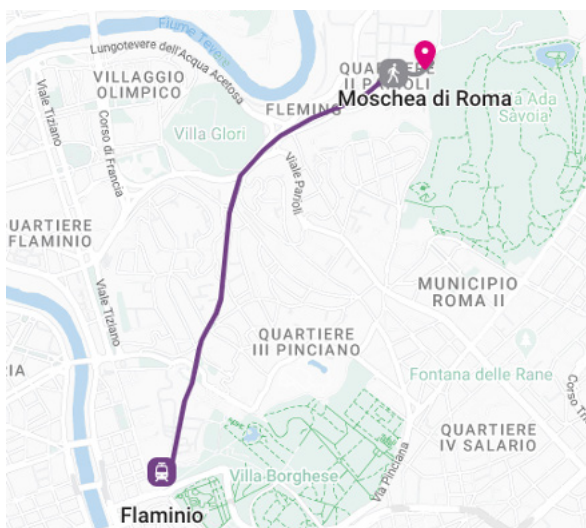 Fiume Tevere
Lungotevere dell'Acqua Acetosa
VILLAGGIO
OLIMPICO
Viale Tiziano
Corso di Francia
Villa Glori
FLEMING
QUARTIERE
II PARIOLI
Moschea di Roma
Villa Ada
Savoia
Viale Parioli
QUARTIERE
FLAMINIO
Viale Tiziano
MUNICIPIO
ROMA II
QUARTIERE
III PINCIANO
Fontana delle Rane
QUARTIERE
IV SALARIO
Villa Borghese
Via Pinciana
Flaminio